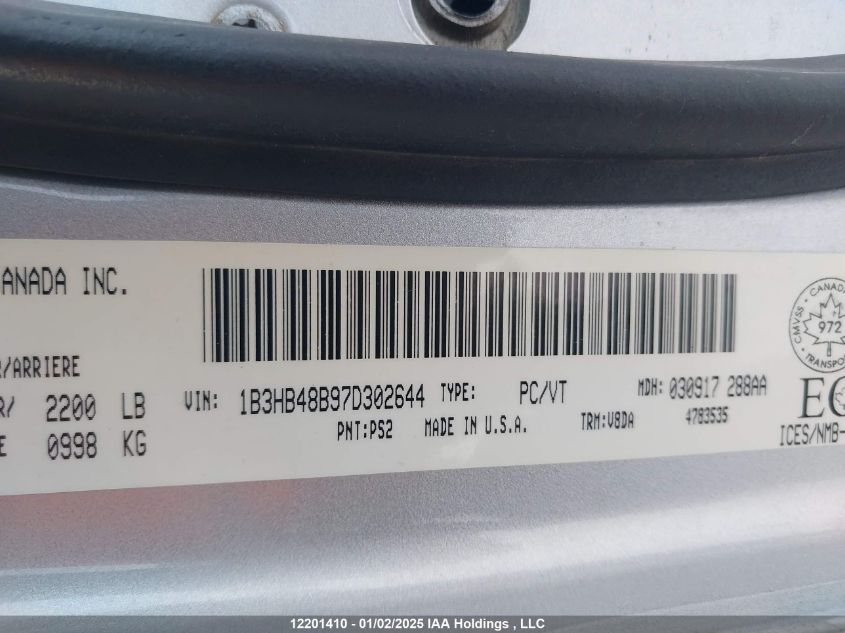 ANADA INC.
R/ARRIERE
R/ 2200 LB
E 0998 KG
VIN: 1B3HB48B97D302644 TYPE: PC/VT MDH: 030917 288AA
PNT:PS2 MADE IN U.S.A. TRM:V8DA 4783535
CANADA
CMVSS
972
TRANSPO
EC
ICES/NMB-
12201410 - 01/02/2025 IAA Holdings , LLC